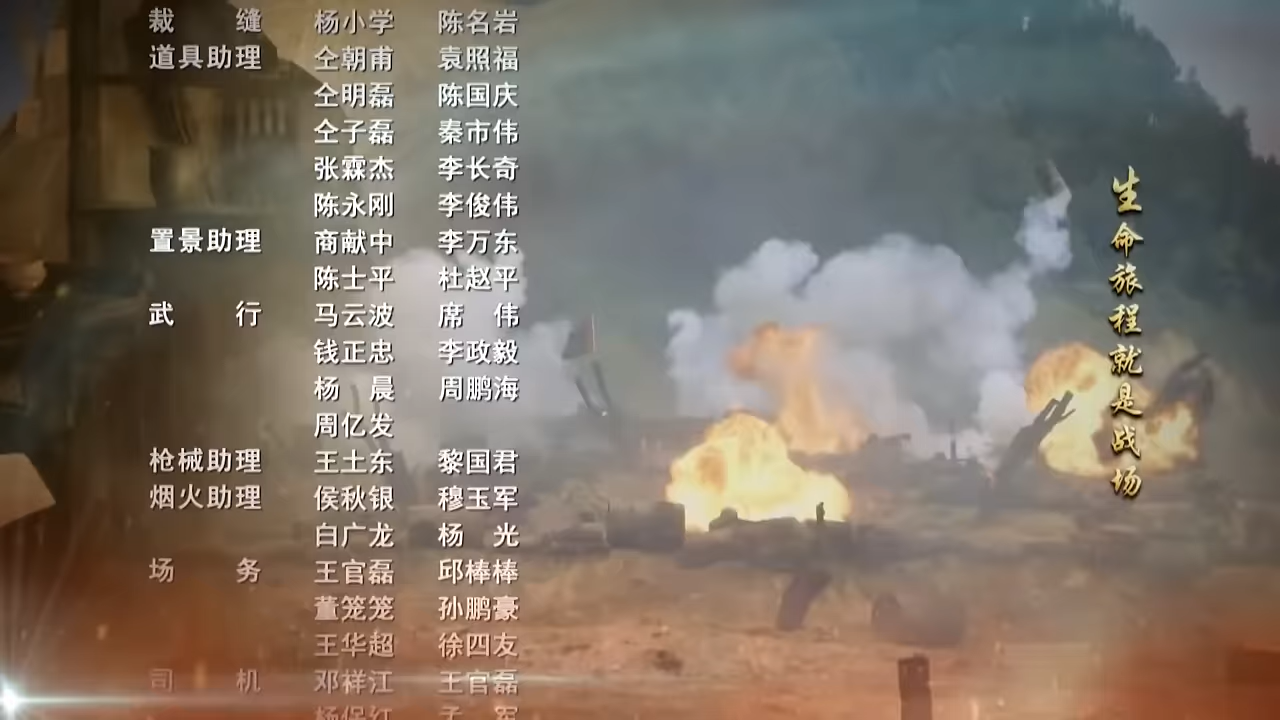 裁 缝 杨小学 陈名岩
道具助理 仝朝甫 袁照福
仝明磊 陈国庆
仝子磊 秦市伟
张霖杰 李长奇
陈永刚 李俊伟
置景助理 商献中 李万东
陈士平 杜赵平
武 行 马云波 席 伟
钱正忠 李政毅
杨 晨 周鹏海
周亿发
枪械助理 王土东 黎国君
烟火助理 侯秋银 穆玉军
白广龙 杨 光
场 务 王官磊 邱棒棒
董笼笼 孙鹏豪
王华超 徐四友
司 机 邓祥江 王官磊
生命旅程就是战场